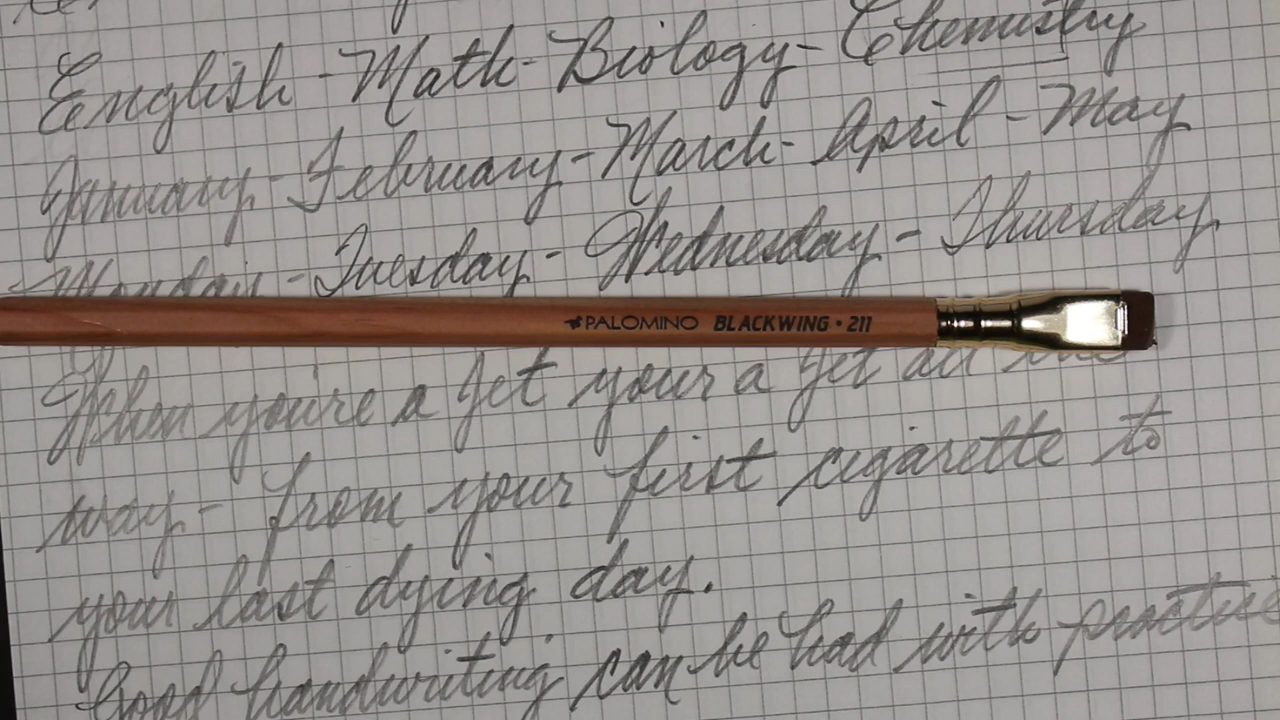 English - Math - Biology - Chemistry
January - February - March - April - May
Monday - Tuesday - Wednesday - Thursday
PALOMINO BLACKWING • 211
When you're a Jet your a Jet all the
way - from your first cigarette to
your last dying day.
Good handwriting can be had with practice